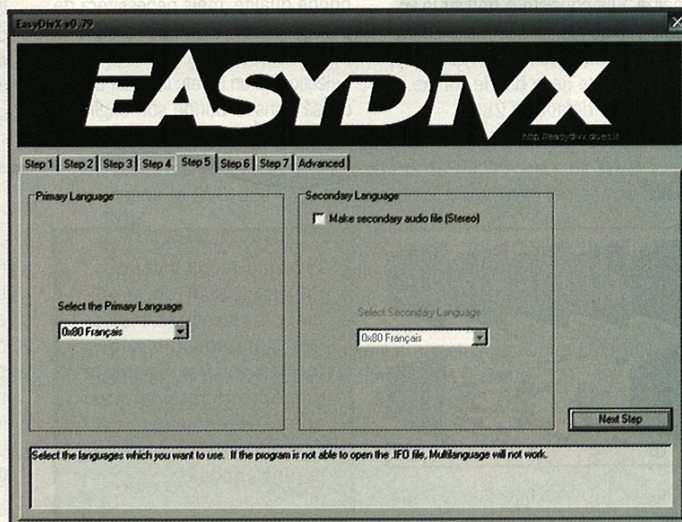 EasyDivX v0.79
EASYDIVX
http://easydivx.does.it
Step 1 Step 2 Step 3 Step 4 Step 5 Step 6 Step 7 Advanced
Primary Language
Select the Primary Language
0x80 Français
Secondary Language
Make secondary audio file (Stereo)
Select Secondary Language
0x80 Français
Next Step
Select the languages which you want to use. If the program is not able to open the .IFO file, Multilanguage will not work.